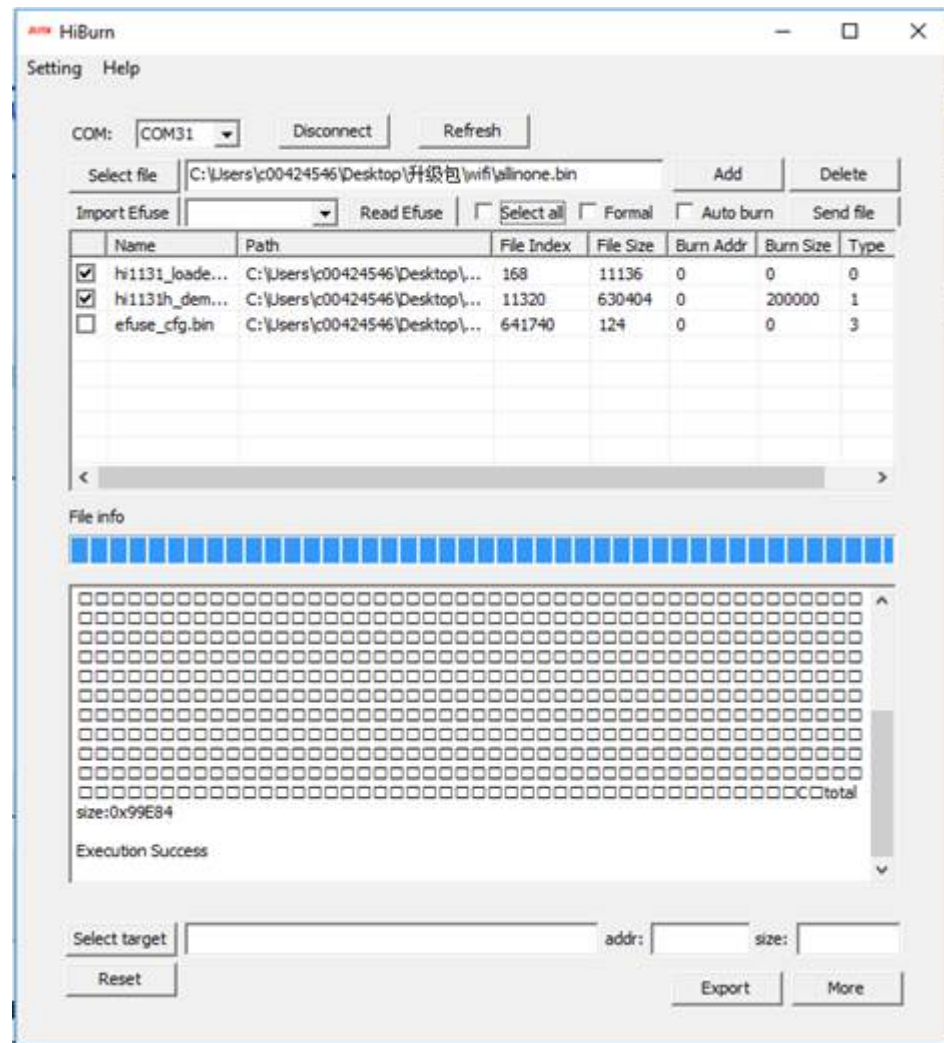 HiBurn
Setting Help
COM: COM31 Disconnect Refresh
Select file C:\Users\c00424546\Desktop\升级包\wifi\allinone.bin Add Delete
Import Efuse Read Efuse Select all Formal Auto burn Send file
Name Path File Index File Size Burn Addr Burn Size Type
hi1131_loade... C:\Users\c00424546\Desktop\... 168 11136 0 0 0
hi1131h_dem... C:\Users\c00424546\Desktop\... 11320 630404 0 200000 1
efuse_cfg.bin C:\Users\c00424546\Desktop\... 641740 124 0 0 3
File info
C□total
size:0x99E84
Execution Success
Select target addr: size:
Reset
Export More